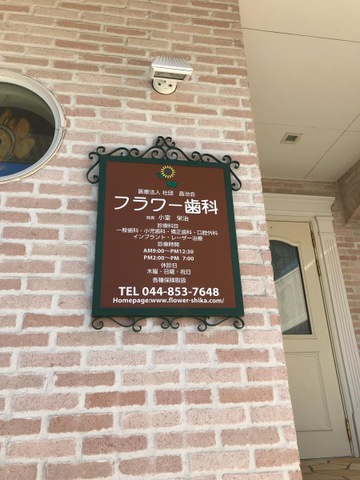 医療法人 社団 昌治会
フラワー歯科
院長 小室 栄治
診療科目
一般歯科・小児歯科・矯正歯科・口腔外科
インプラント・レーザー治療
診療時間
AM9:00～PM12:30
PM2:00～PM 7:00
休診日
木曜・日曜・祝日
各種保険取扱
TEL 044-853-7648
Homepage:www.flower-shika.com/